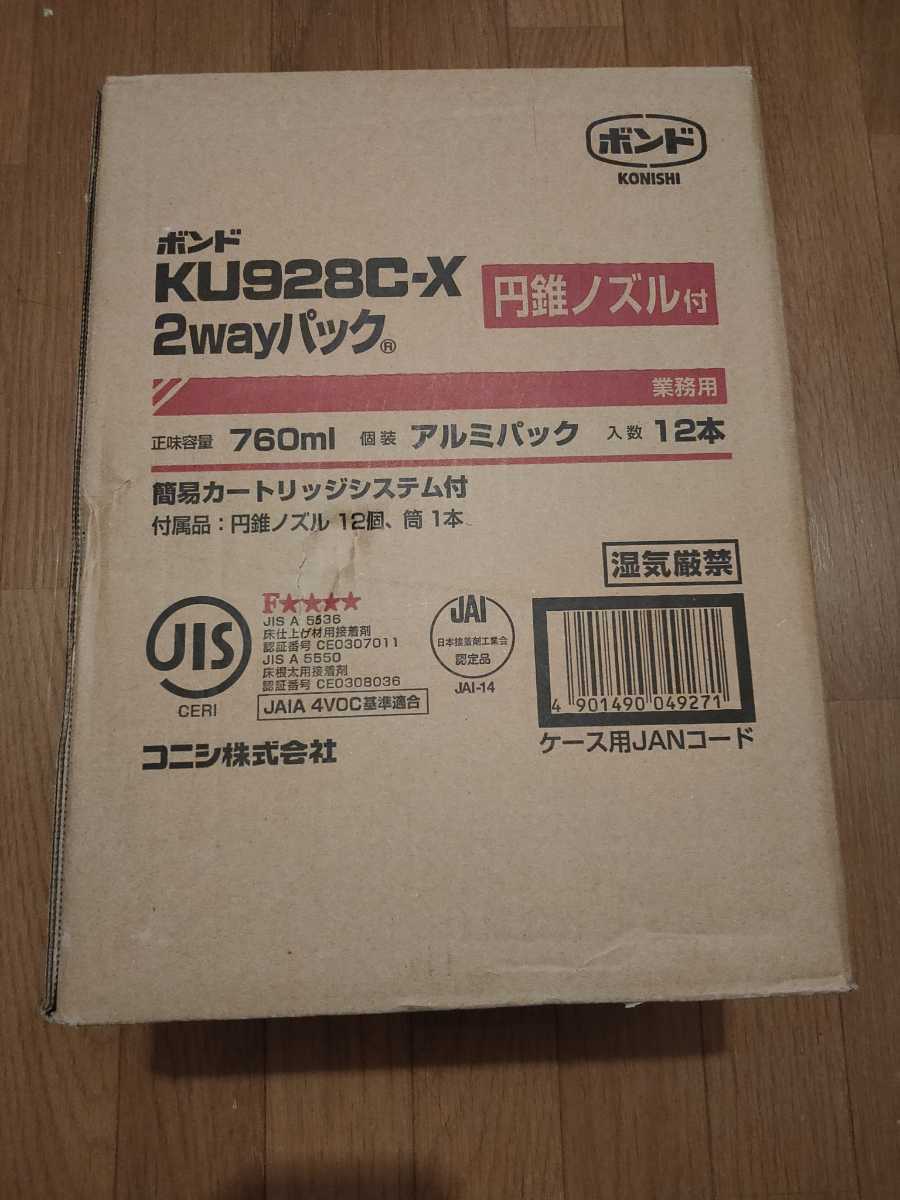 ボンド
KONISHI
ボンド
KU928C-X
2wayパック®
円錐ノズル付
業務用
正味容量 760ml 個装 アルミパック 入数 12本
簡易カートリッジシステム付
付属品:円錐ノズル 12個、筒 1本
湿気厳禁
JIS
CERI
F★★★★
JIS A 5536
床仕上げ材用接着剤
認証番号 CE0307011
JIS A 5550
床根太用接着剤
認証番号 CE0308036
JAIA 4VOC基準適合
JAI
日本接着剤工業会
認定品
JAI-14
4 901490 049271
ケース用JANコード
コニシ株式会社